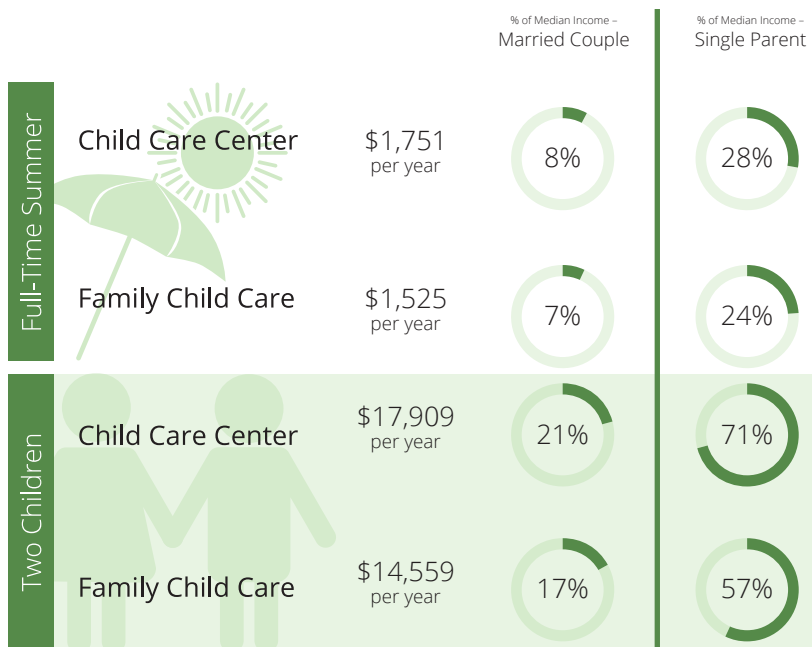 % of Median Income –
Married Couple
% of Median Income –
Single Parent
Full-Time Summer
Child Care Center
$1,751
per year
8%
28%
Family Child Care
$1,525
per year
7%
24%
Two Children
Child Care Center
$17,909
per year
21%
71%
Family Child Care
$14,559
per year
17%
57%